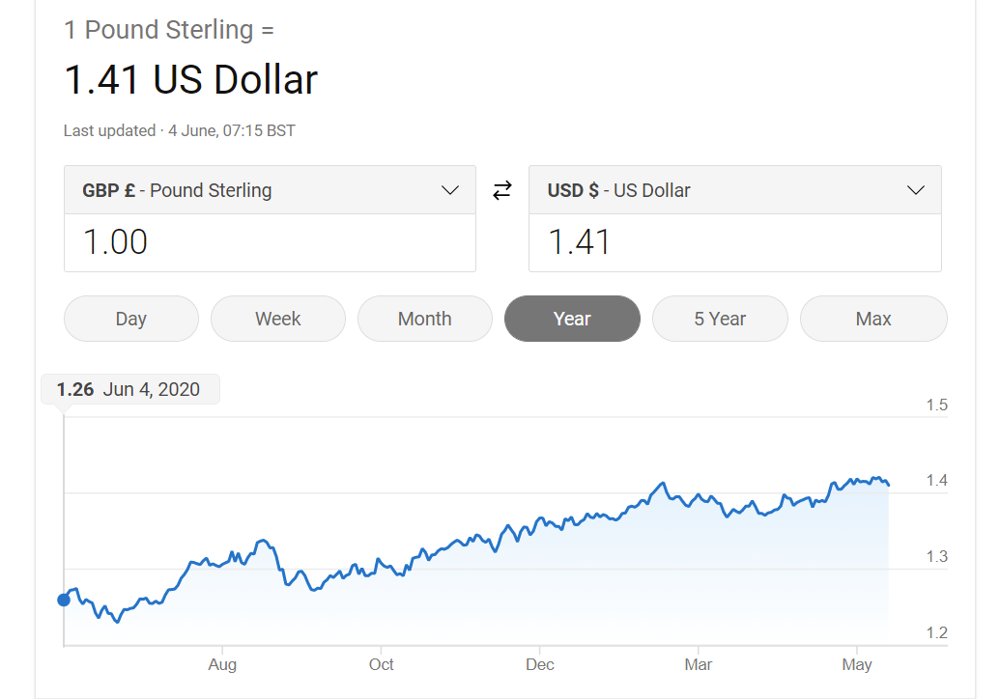 1 Pound Sterling =
1.41 US Dollar
Last updated · 4 June, 07:15 BST
GBP £ - Pound Sterling
USD $ - US Dollar
1.00
1.41
Day Week Month Year 5 Year Max
1.26 Jun 4, 2020
1.5
1.4
1.3
1.2
Aug Oct Dec Mar May